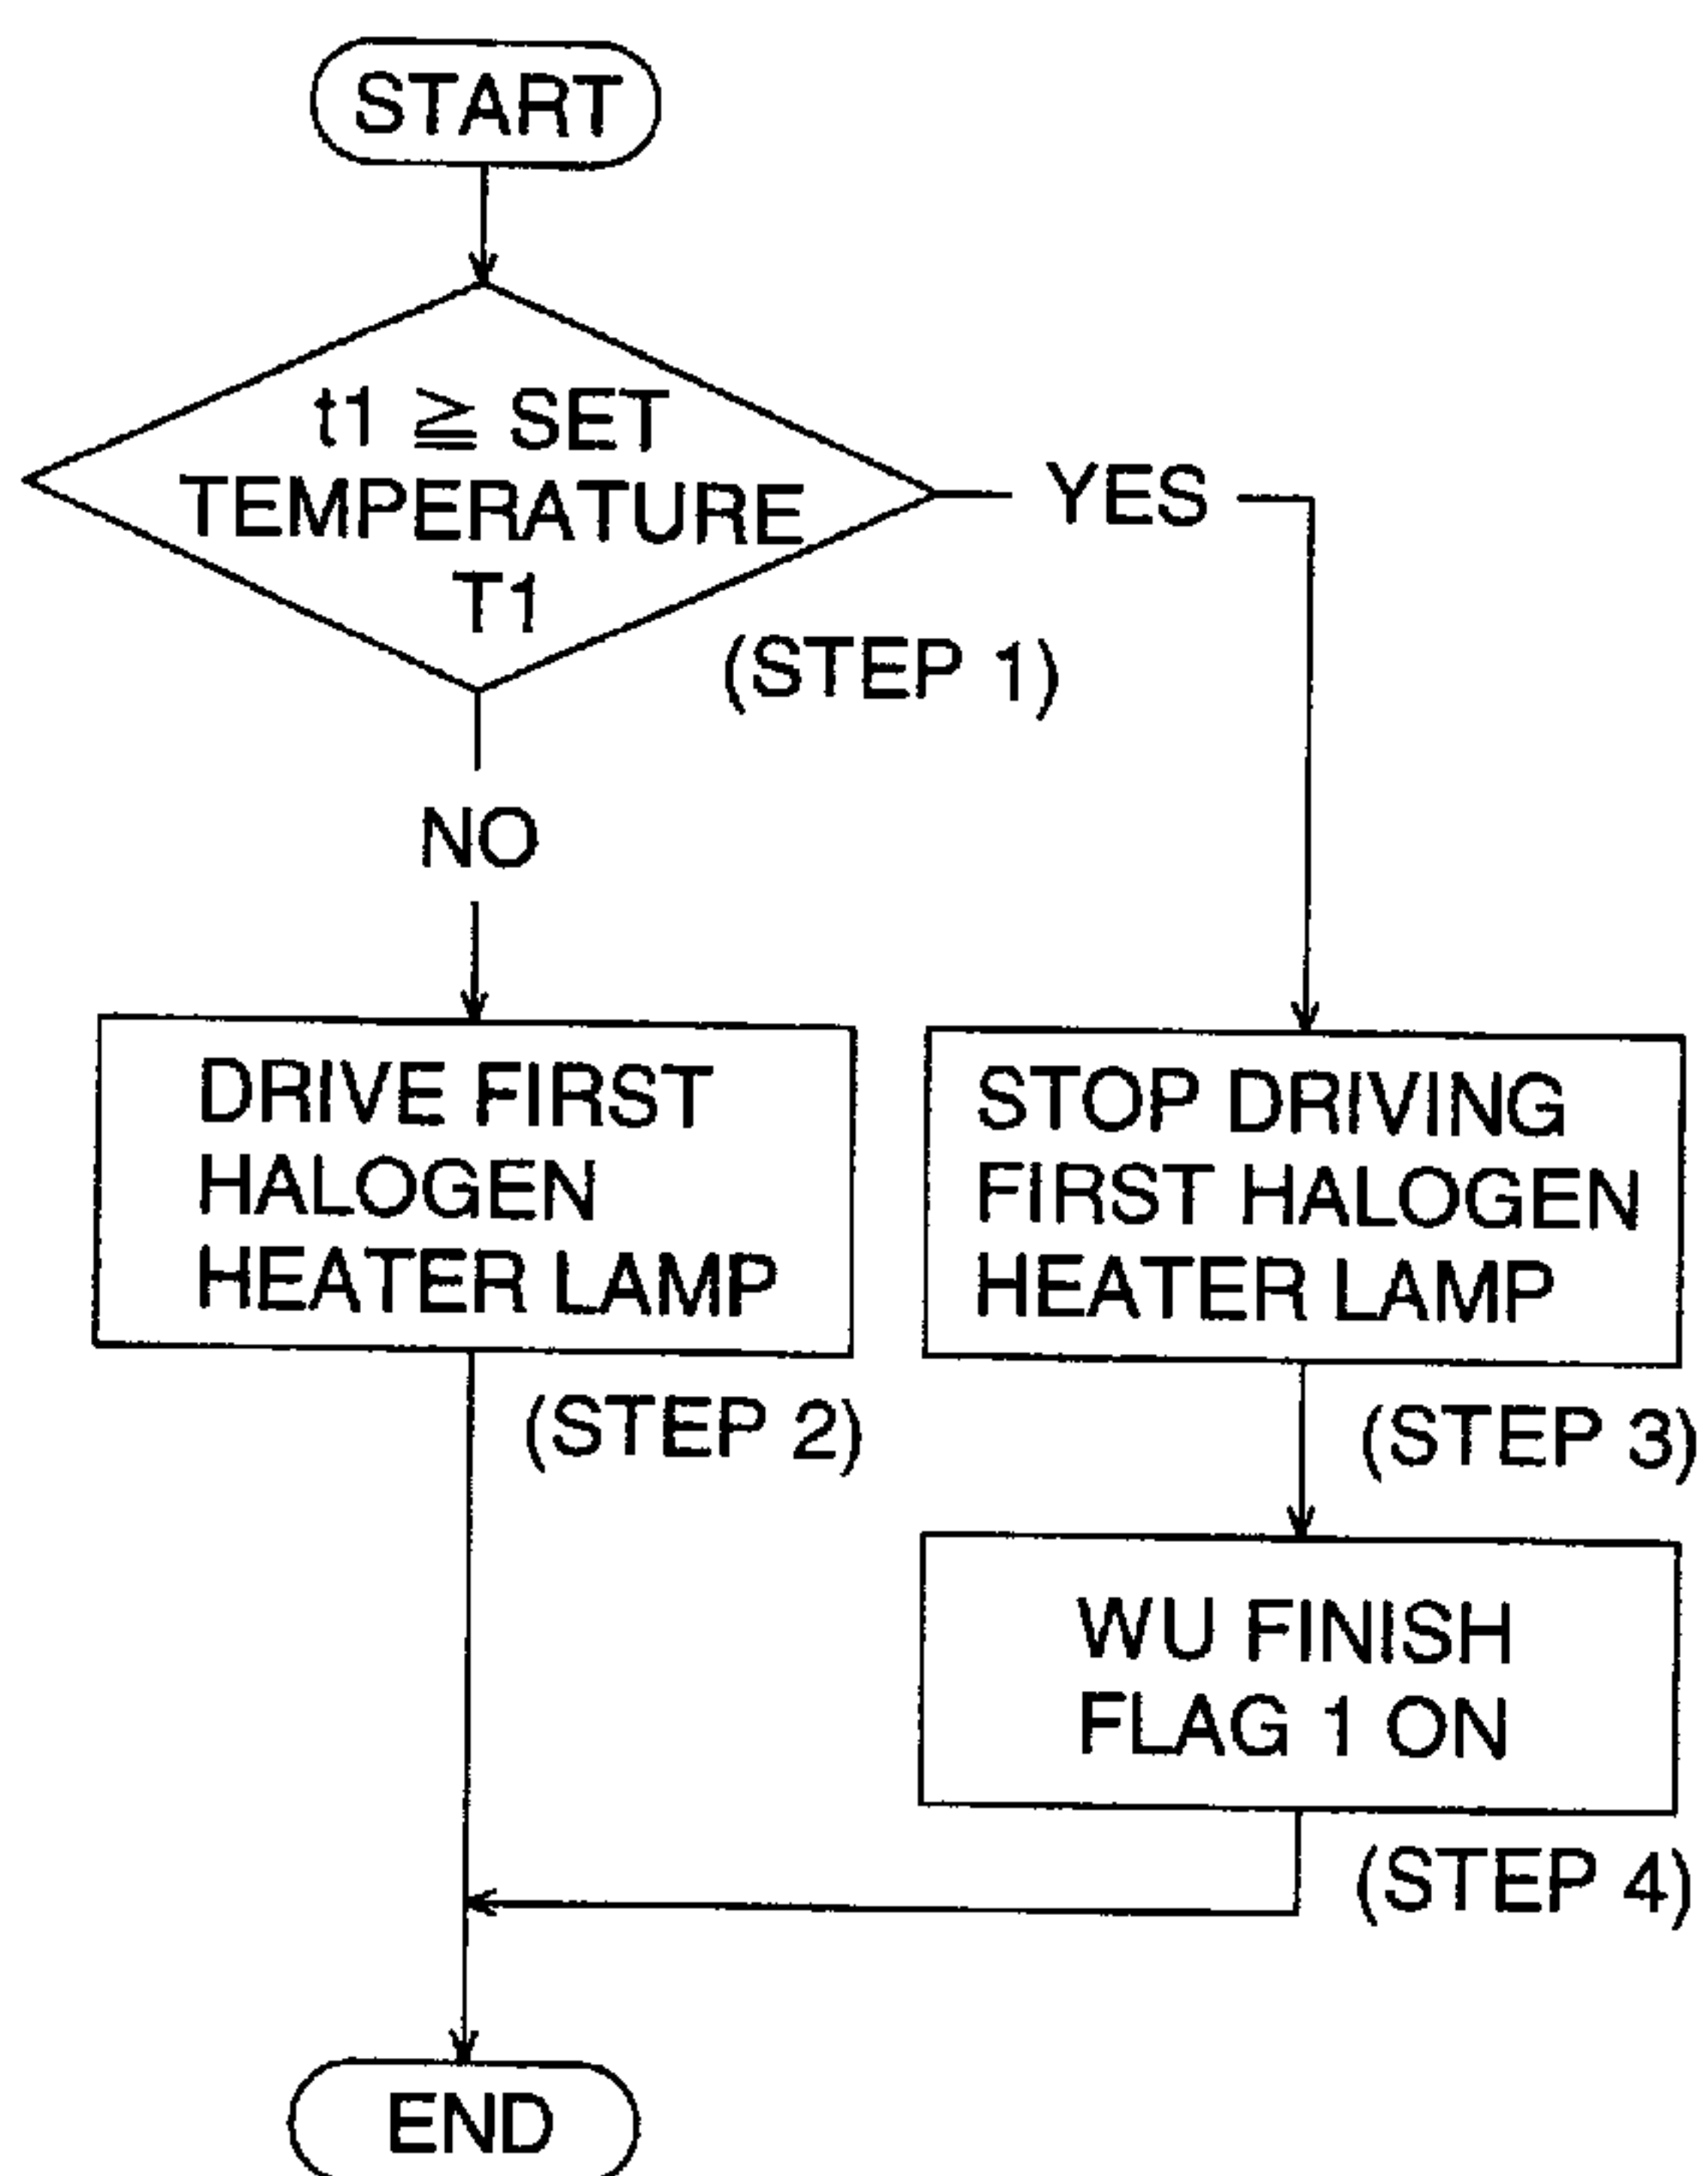 START
t1 ≧ SET
TEMPERATURE
T1
YES
(STEP 1)
NO
DRIVE FIRST
HALOGEN
HEATER LAMP
(STEP 2)
STOP DRIVING
FIRST HALOGEN
HEATER LAMP
(STEP 3)
WU FINISH
FLAG 1 ON
(STEP 4)
END